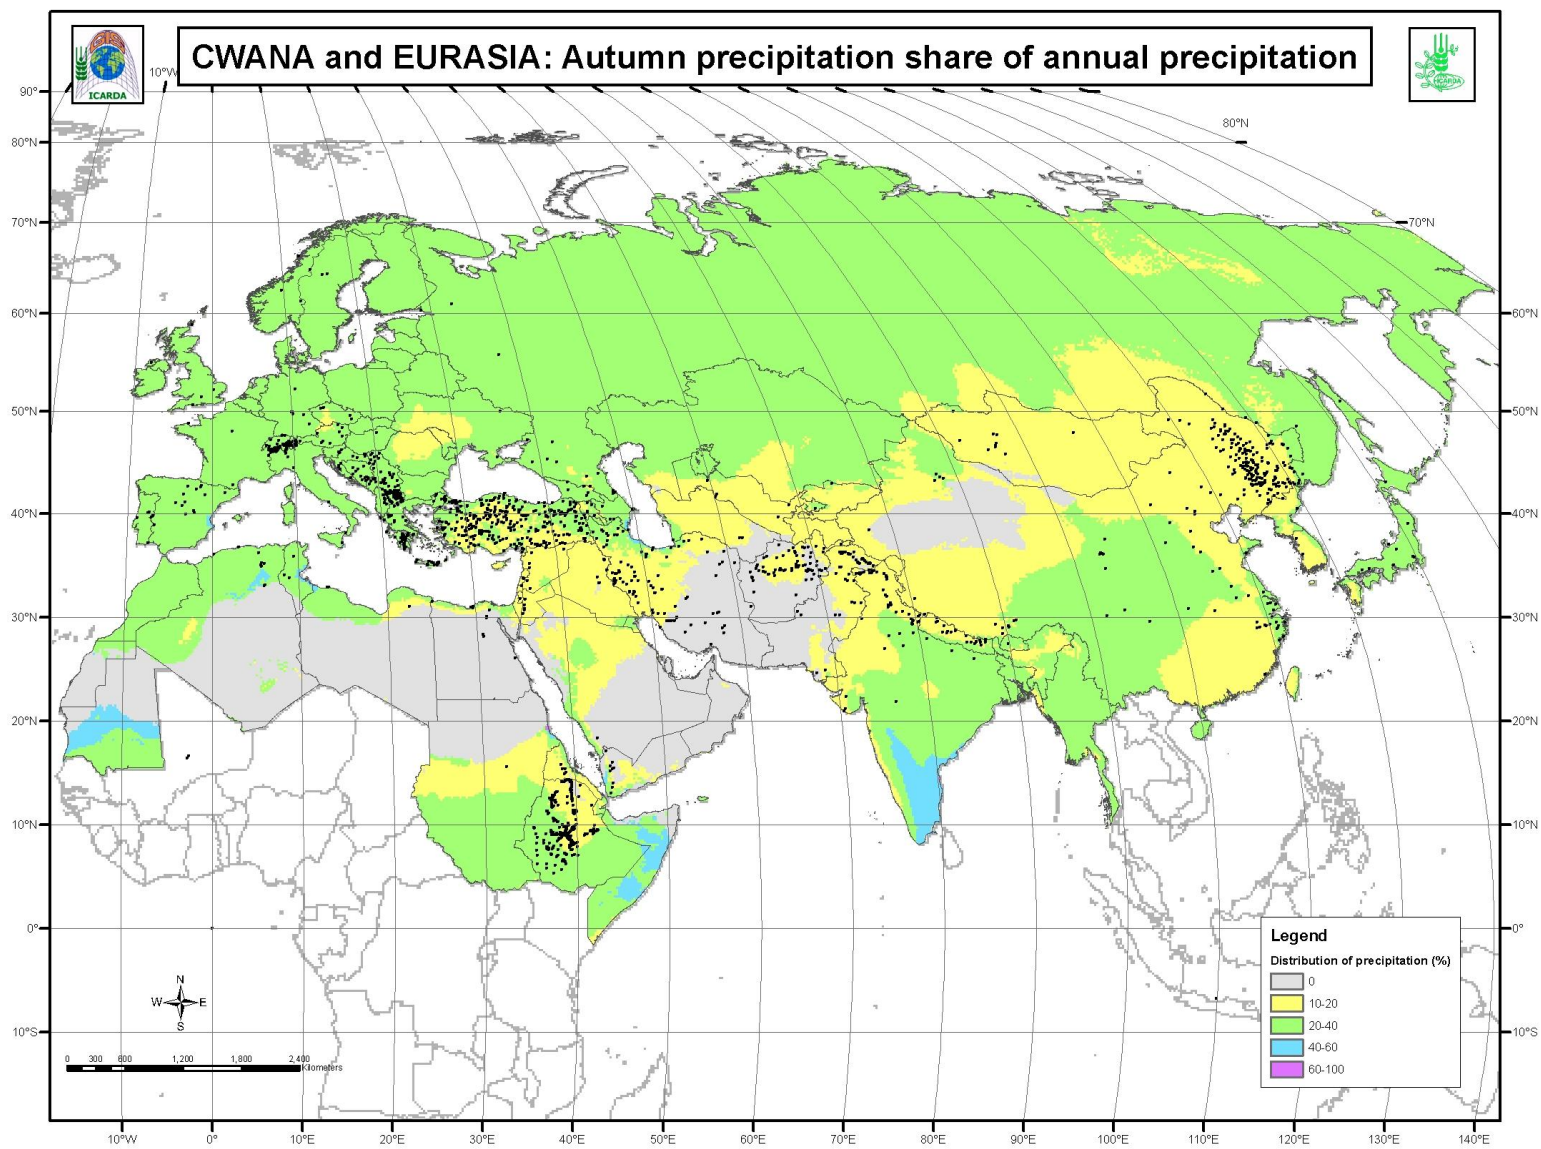 CWANA and EURASIA: Autumn precipitation share of annual precipitation
GIS
ICARDA
ICARDA
10°W
90°
80°N
80°N
70°N
70°N
60°N
60°N
50°N
50°N
40°N
40°N
30°N
30°N
20°N
20°N
10°N
10°N
0°
0°
10°S
10°S
Legend
Distribution of precipitation (%)
0
10-20
20-40
40-60
60-100
N
W E
S
0 300 600 1,200 1,800 2,400
Kilometers
10°W 0° 10°E 20°E 30°E 40°E 50°E 60°E 70°E 80°E 90°E 100°E 110°E 120°E 130°E 140°E